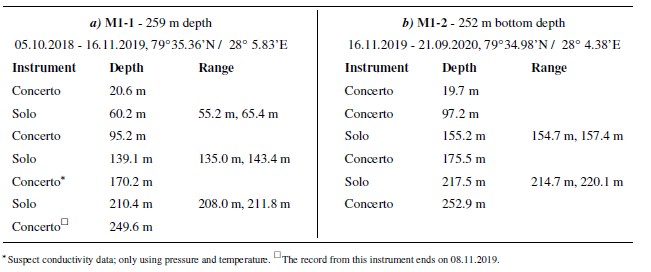 a) M1-1 - 259 m depth
05.10.2018 - 16.11.2019, 79°35.36'N / 28° 5.83'E
Instrument Depth Range
Concerto 20.6 m
Solo 60.2 m 55.2 m, 65.4 m
Concerto 95.2 m
Solo 139.1 m 135.0 m, 143.4 m
Concerto* 170.2 m
Solo 210.4 m 208.0 m, 211.8 m
Concerto□ 249.6 m
b) M1-2 - 252 m bottom depth
16.11.2019 - 21.09.2020, 79°34.98'N / 28° 4.38'E
Instrument Depth Range
Concerto 19.7 m
Concerto 97.2 m
Solo 155.2 m 154.7 m, 157.4 m
Concerto 175.5 m
Solo 217.5 m 214.7 m, 220.1 m
Concerto 252.9 m
*Suspect conductivity data; only using pressure and temperature. □The record from this instrument ends on 08.11.2019.